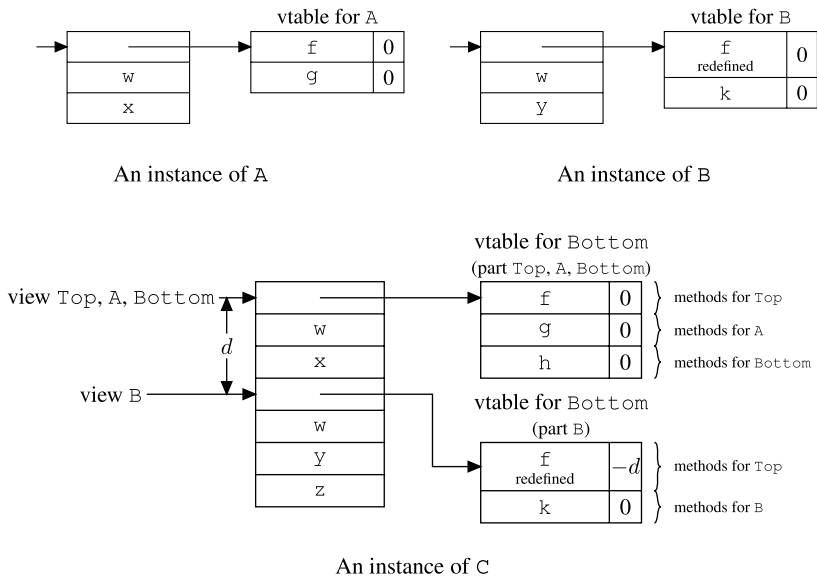 vtable for A
f 0
g 0
w
x
An instance of A
vtable for B
f 0
redefined
k 0
w
y
An instance of B
vtable for Bottom
(part Top, A, Bottom)
view Top, A, Bottom
f 0 methods for Top
w
g 0 methods for A
d
x
h 0 methods for Bottom
view B
vtable for Bottom
(part B)
w
y
f −d methods for Top
redefined
z
k 0 methods for B
An instance of C